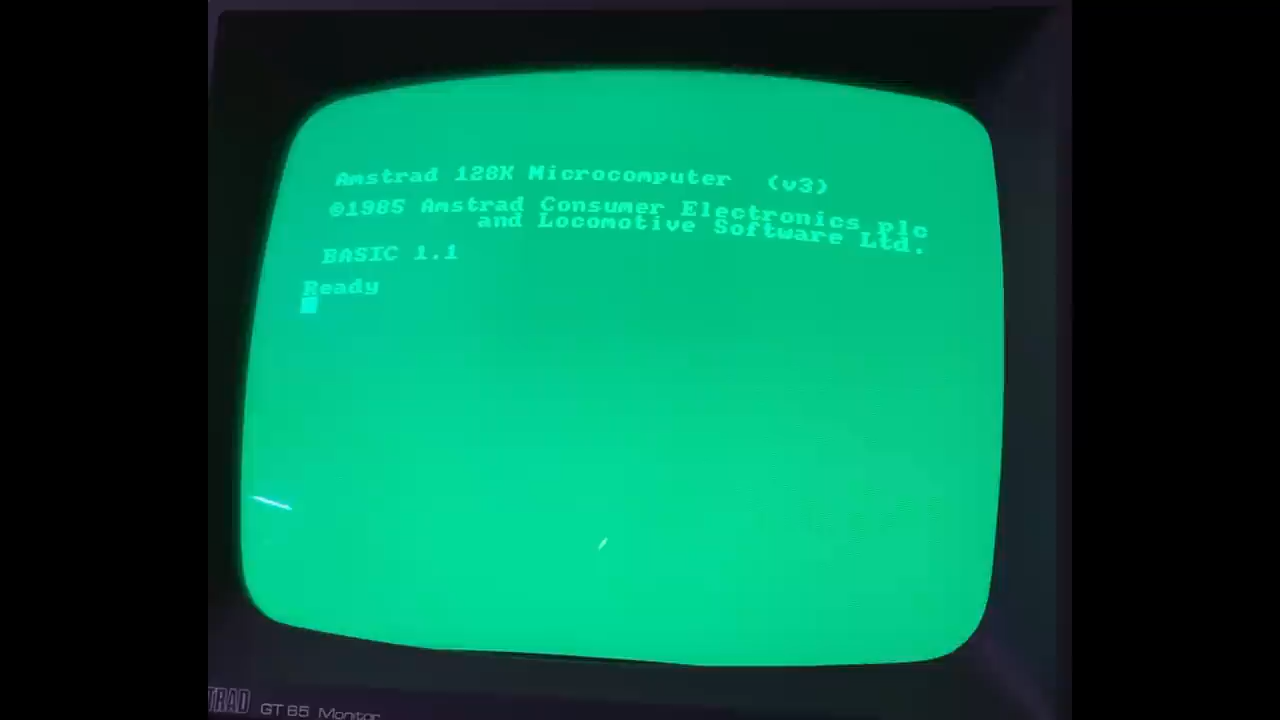 Amstrad 128K Microcomputer (v3)
©1985 Amstrad Consumer Electronics plc
and Locomotive Software Ltd.
BASIC 1.1
Ready
TRAD GT 65 Monitor